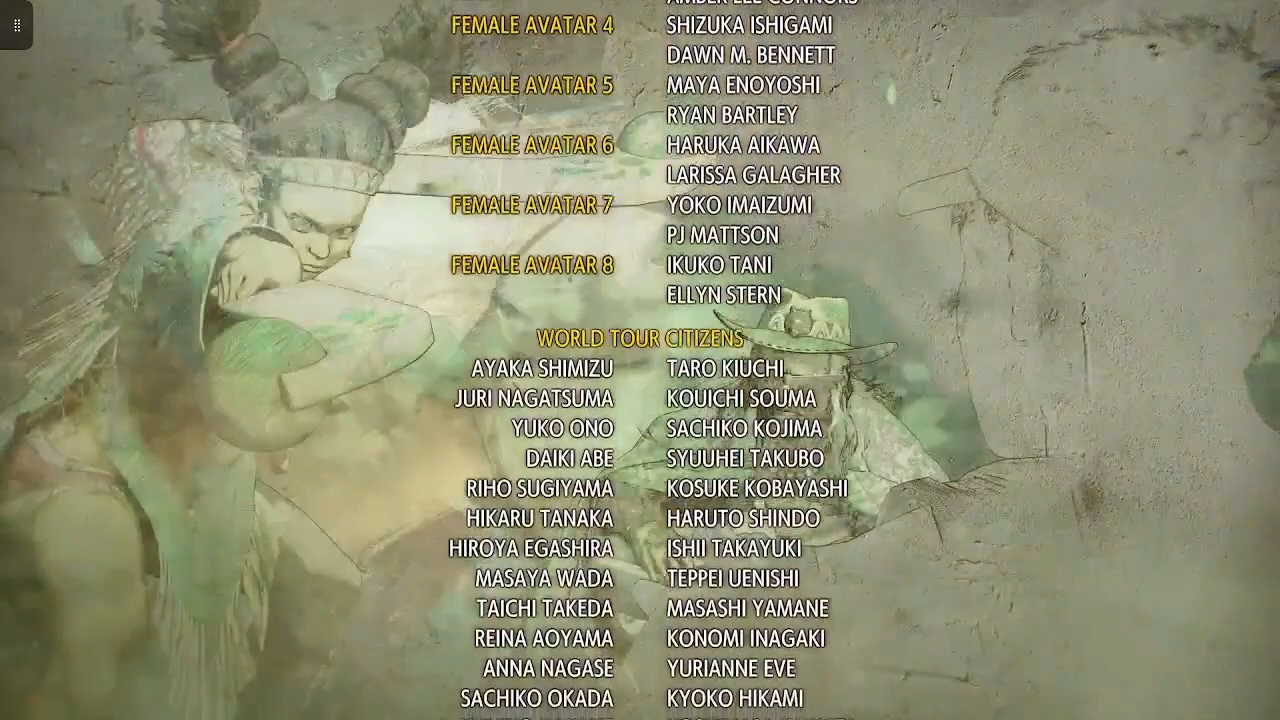 AMBER LEE CONNORS
FEMALE AVATAR 4 SHIZUKA ISHIGAMI
DAWN M. BENNETT
FEMALE AVATAR 5 MAYA ENOYOSHI
RYAN BARTLEY
FEMALE AVATAR 6 HARUKA AIKAWA
LARISSA GALAGHER
FEMALE AVATAR 7 YOKO IMAIZUMI
PJ MATTSON
FEMALE AVATAR 8 IKUKO TANI
ELLYN STERN
WORLD TOUR CITIZENS
AYAKA SHIMIZU TARO KIUCHI
JURI NAGATSUMA KOUICHI SOUMA
YUKO ONO SACHIKO KOJIMA
DAIKI ABE SYUUHEI TAKUBO
RIHO SUGIYAMA KOSUKE KOBAYASHI
HIKARU TANAKA HARUTO SHINDO
HIROYA EGASHIRA ISHII TAKAYUKI
MASAYA WADA TEPPEI UENISHI
TAICHI TAKEDA MASASHI YAMANE
REINA AOYAMA KONOMI INAGAKI
ANNA NAGASE YURIANNE EVE
SACHIKO OKADA KYOKO HIKAMI